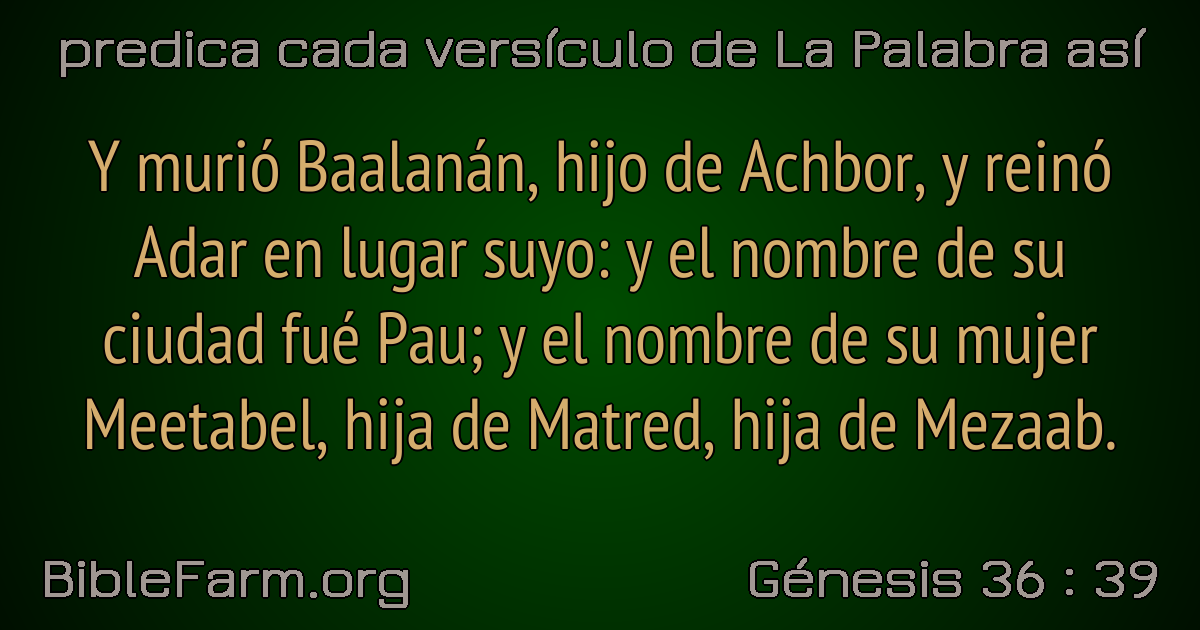 predica cada versículo de La Palabra así
Y murió Baalanán, hijo de Achbor, y reinó
Adar en lugar suyo: y el nombre de su
ciudad fué Pau; y el nombre de su mujer
Meetabel, hija de Matred, hija de Mezaab.
BibleFarm.org
Génesis 36 : 39